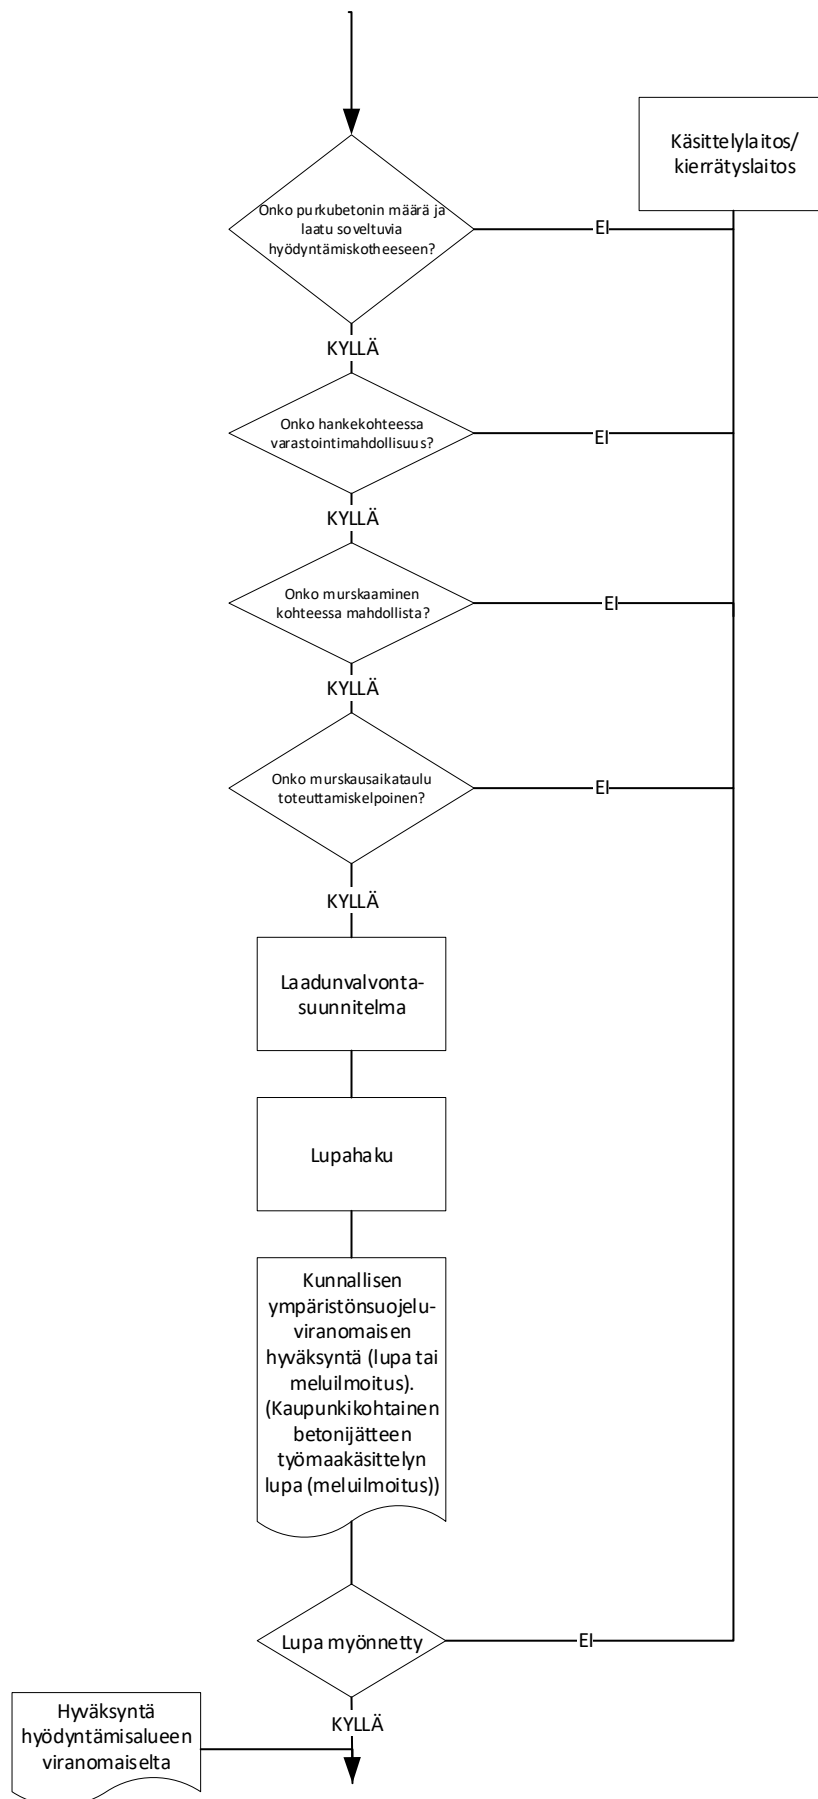 Käsittelylaitos/
kierrätyslaitos
Onko purkubetonin määrä ja
laatu soveltuvia
hyödyntämiskotheeseen?
EI
KYLLÄ
Onko hankekohteessa
varastointimahdollisuus?
EI
KYLLÄ
Onko murskaaminen
kohteessa mahdollista?
EI
KYLLÄ
Onko murskausaikataulu
toteuttamiskelpoinen?
EI
KYLLÄ
Laadunvalvonta-
suunnitelma
Lupahaku
Kunnallisen
ympäristönsuojelu-
viranomaisen
hyväksyntä (lupa tai
meluilmoitus).
(Kaupunkikohtainen
betonijätteen
työmaakäsittelyn
lupa (meluilmoitus))
Lupa myönnetty
EI
KYLLÄ
Hyväksyntä
hyödyntämisalueen
viranomaiselta